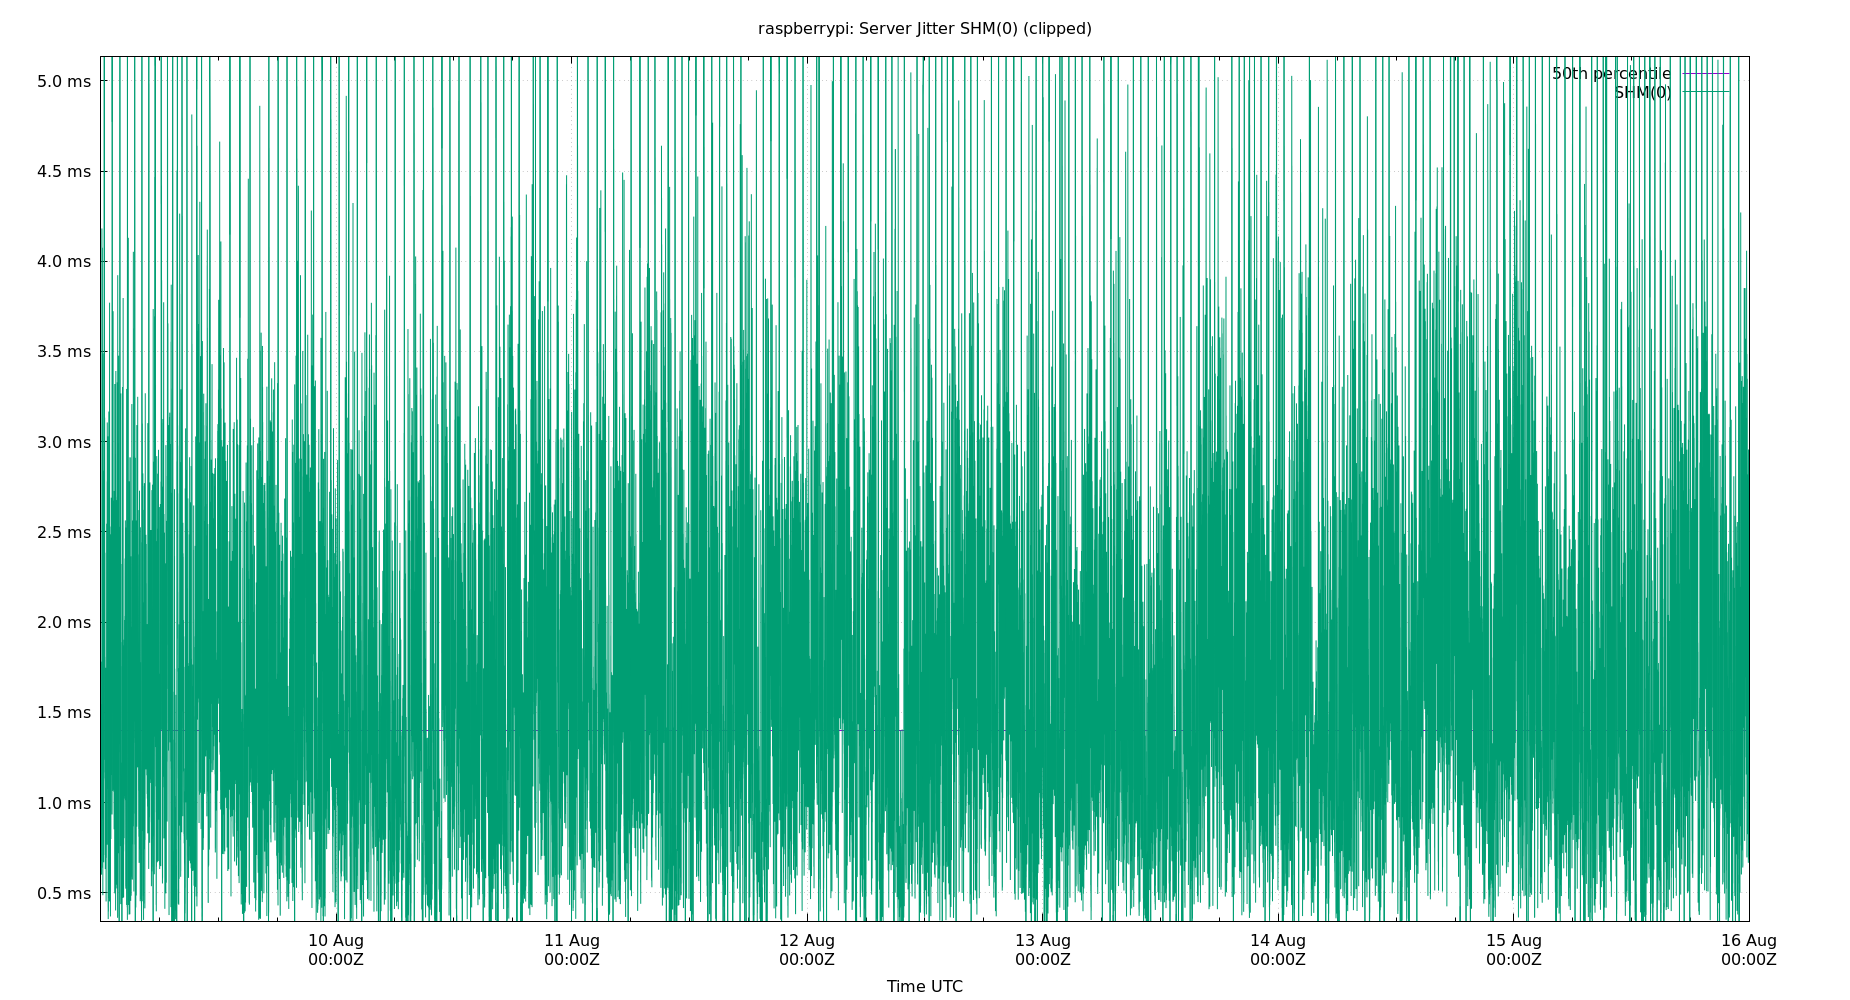 raspberrypi: Server Jitter SHM(0) (clipped)
50th percentile
SHM(0)
5.0 ms
4.5 ms
4.0 ms
3.5 ms
3.0 ms
2.5 ms
2.0 ms
1.5 ms
1.0 ms
0.5 ms
10 Aug 11 Aug 12 Aug 13 Aug 14 Aug 15 Aug 16 Aug
00:00Z 00:00Z 00:00Z 00:00Z 00:00Z 00:00Z 00:00Z
Time UTC